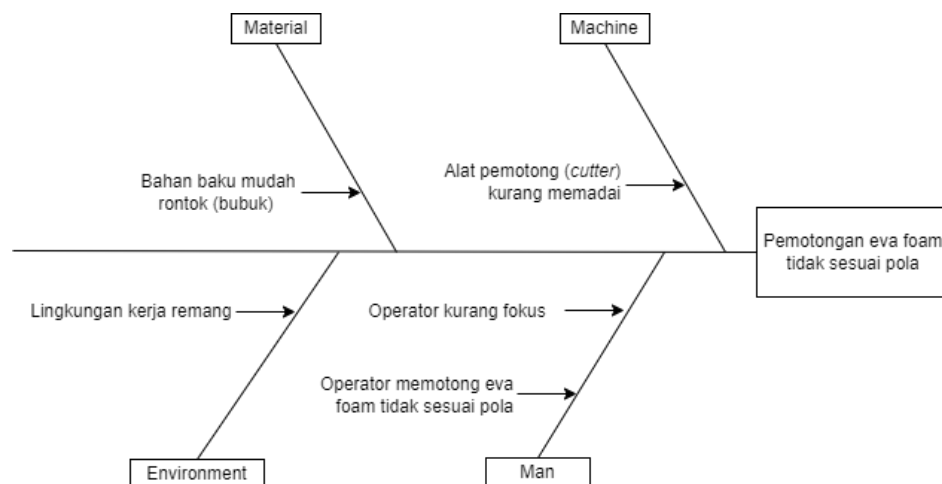 Material
Machine
Bahan baku mudah
rontok (bubuk)
Alat pemotong (cutter)
kurang memadai
Pemotongan eva foam
tidak sesuai pola
Lingkungan kerja remang
Operator kurang fokus
Operator memotong eva
foam tidak sesuai pola
Environment
Man